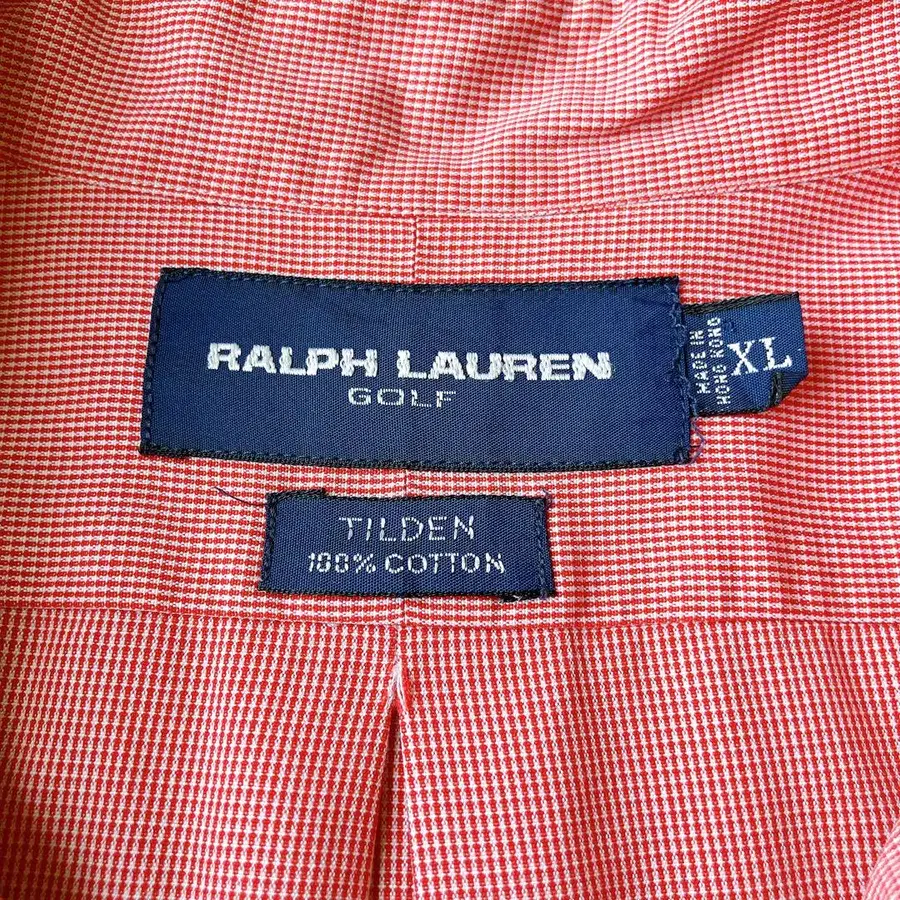 RALPH LAUREN
GOLF
MADE IN
HONG KONG
XL
TILDEN
100% COTTON